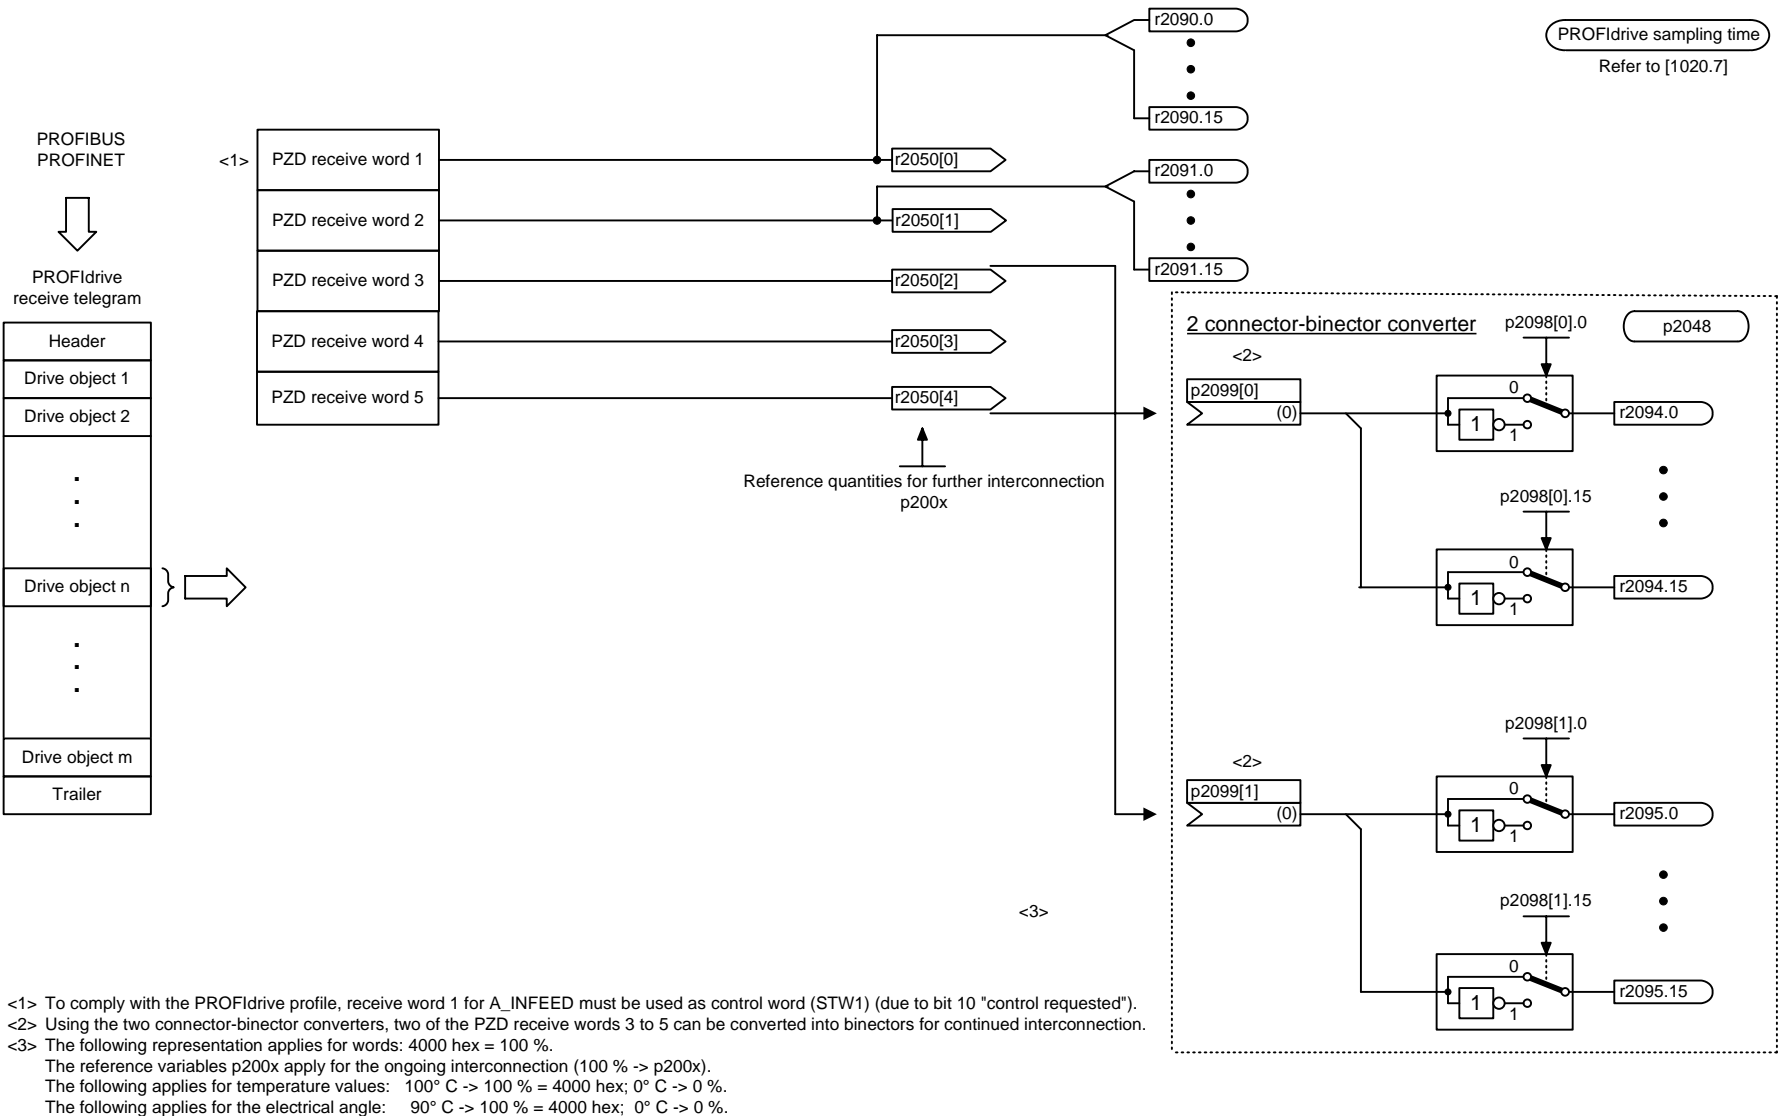 PROFIdrive sampling time
Refer to [1020.7]
PROFIBUS
PROFINET
PROFIdrive
receive telegram
Header
Drive object 1
Drive object 2
Drive object n
Drive object m
Trailer
<1>
PZD receive word 1
PZD receive word 2
PZD receive word 3
PZD receive word 4
PZD receive word 5
r2050[0]
r2050[1]
r2050[2]
r2050[3]
r2050[4]
Reference quantities for further interconnection
p200x
r2090.0
r2090.15
r2091.0
r2091.15
2 connector-binector converter
p2048
<2>
p2099[0]
(0)
p2098[0].0
0
1
1
r2094.0
p2098[0].15
0
1
1
r2094.15
<2>
p2099[1]
(0)
p2098[1].0
0
1
1
r2095.0
p2098[1].15
0
1
1
r2095.15
<3>
<1> To comply with the PROFIdrive profile, receive word 1 for A_INFEED must be used as control word (STW1) (due to bit 10 "control requested").
<2> Using the two connector-binector converters, two of the PZD receive words 3 to 5 can be converted into binectors for continued interconnection.
<3> The following representation applies for words: 4000 hex = 100 %.
The reference variables p200x apply for the ongoing interconnection (100 % -> p200x).
The following applies for temperature values: 100° C -> 100 % = 4000 hex; 0° C -> 0 %.
The following applies for the electrical angle: 90° C -> 100 % = 4000 hex; 0° C -> 0 %.